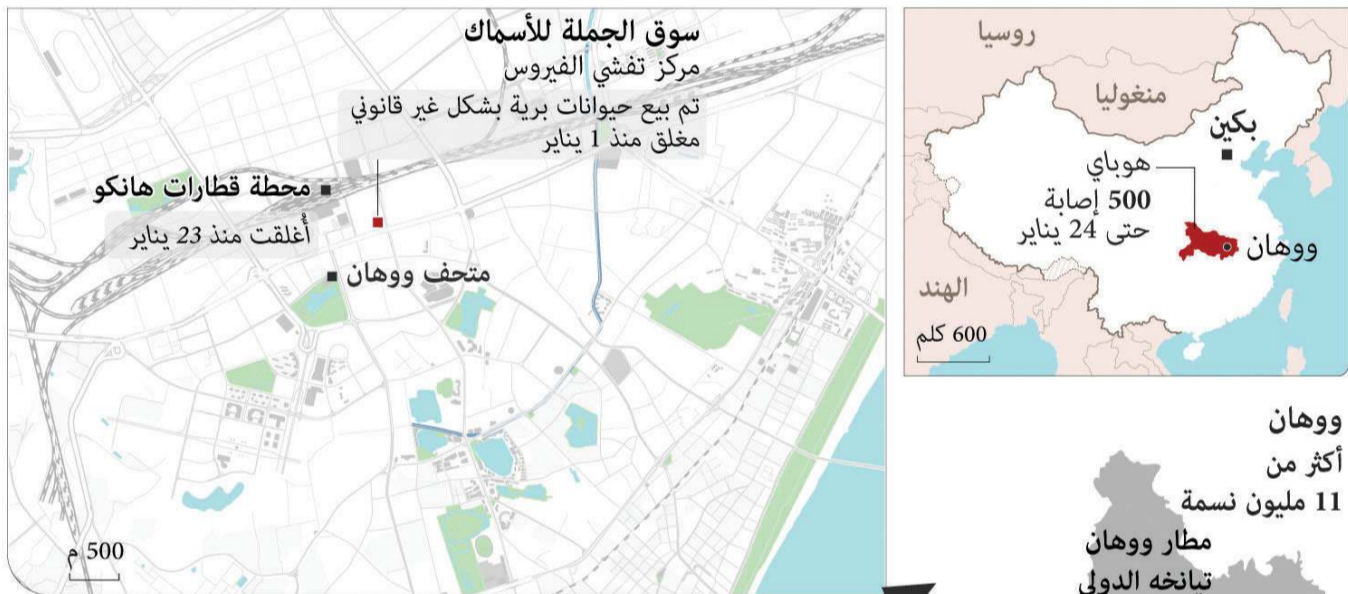 سوق الجملة للأسماك
مركز تفشي الفيروس
تم بيع حيوانات برية بشكل غير قانوني
مغلق منذ 1 يناير
محطة قطارات هانكو
أُغلقت منذ 23 يناير
متحف ووهان
500 م
روسيا
منغوليا
بكين
هوباي
500 إصابة
حتى 24 يناير
ووهان
الهند
600 كلم
ووهان
أكثر من
11 مليون نسمة
مطار ووهان
تيانخه الدولي